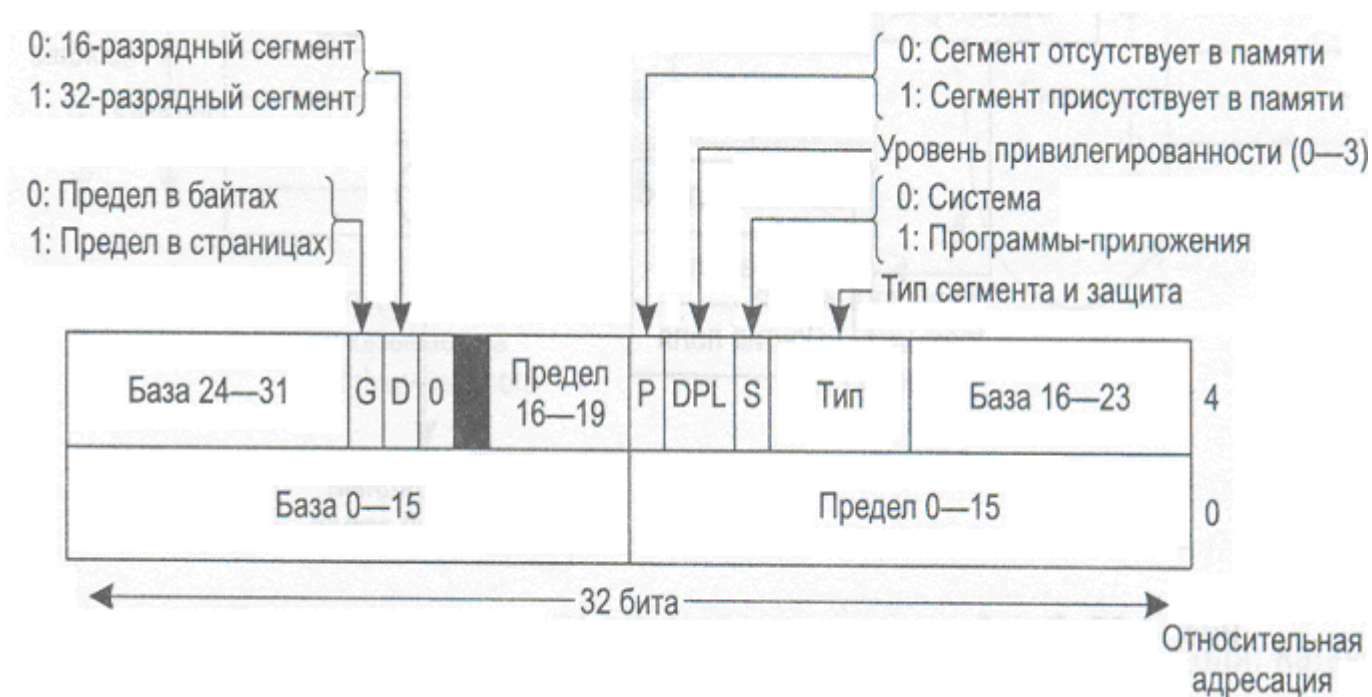 0: 16-разрядный сегмент
1: 32-разрядный сегмент
0: Сегмент отсутствует в памяти
1: Сегмент присутствует в памяти
Уровень привилегированности (0—3)
0: Предел в байтах
1: Предел в страницах
0: Система
1: Программы-приложения
Тип сегмента и защита
База 24—31
G
D
0
Предел
16—19
P
DPL
S
Тип
База 16—23
4
База 0—15
Предел 0—15
0
32 бита
Относительная
адресация